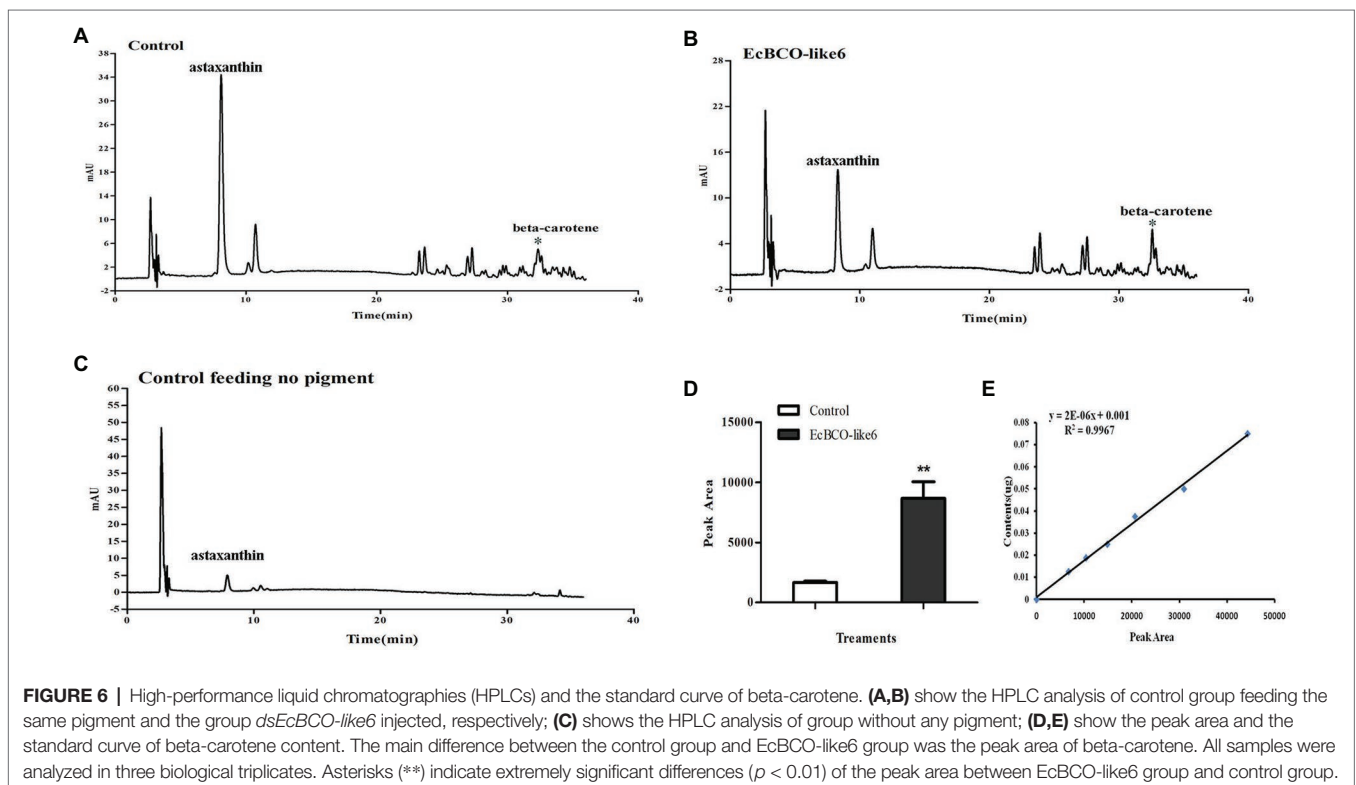 A
Control
astaxanthin
beta-carotene
*
mAU
38
34
30
26
22
18
14
10
6
2
-2
0
10
20
30
40
Time(min)
B
EcBCO-like6
astaxanthin
beta-carotene
*
mAU
28
22
16
10
4
-2
0
10
20
30
40
Time(min)
C
Control feeding no pigment
astaxanthin
mAU
60
55
50
45
40
35
30
25
20
15
10
5
0
-5
0
10
20
30
40
Time(min)
D
Control
EcBCO-like6
**
Peak Area
15000
10000
5000
0
Treaments
E
y = 2E-06x + 0.001
R² = 0.9967
Contents(ug)
0.08
0.07
0.06
0.05
0.04
0.03
0.02
0.01
0
0
10000
20000
30000
40000
50000
Peak Area
FIGURE 6 | High-performance liquid chromatographies (HPLCs) and the standard curve of beta-carotene. (A,B) show the HPLC analysis of control group feeding the
same pigment and the group dsEcBCO-like6 injected, respectively; (C) shows the HPLC analysis of group without any pigment; (D,E) show the peak area and the
standard curve of beta-carotene content. The main difference between the control group and EcBCO-like6 group was the peak area of beta-carotene. All samples were
analyzed in three biological triplicates. Asterisks (**) indicate extremely significant differences (p < 0.01) of the peak area between EcBCO-like6 group and control group.